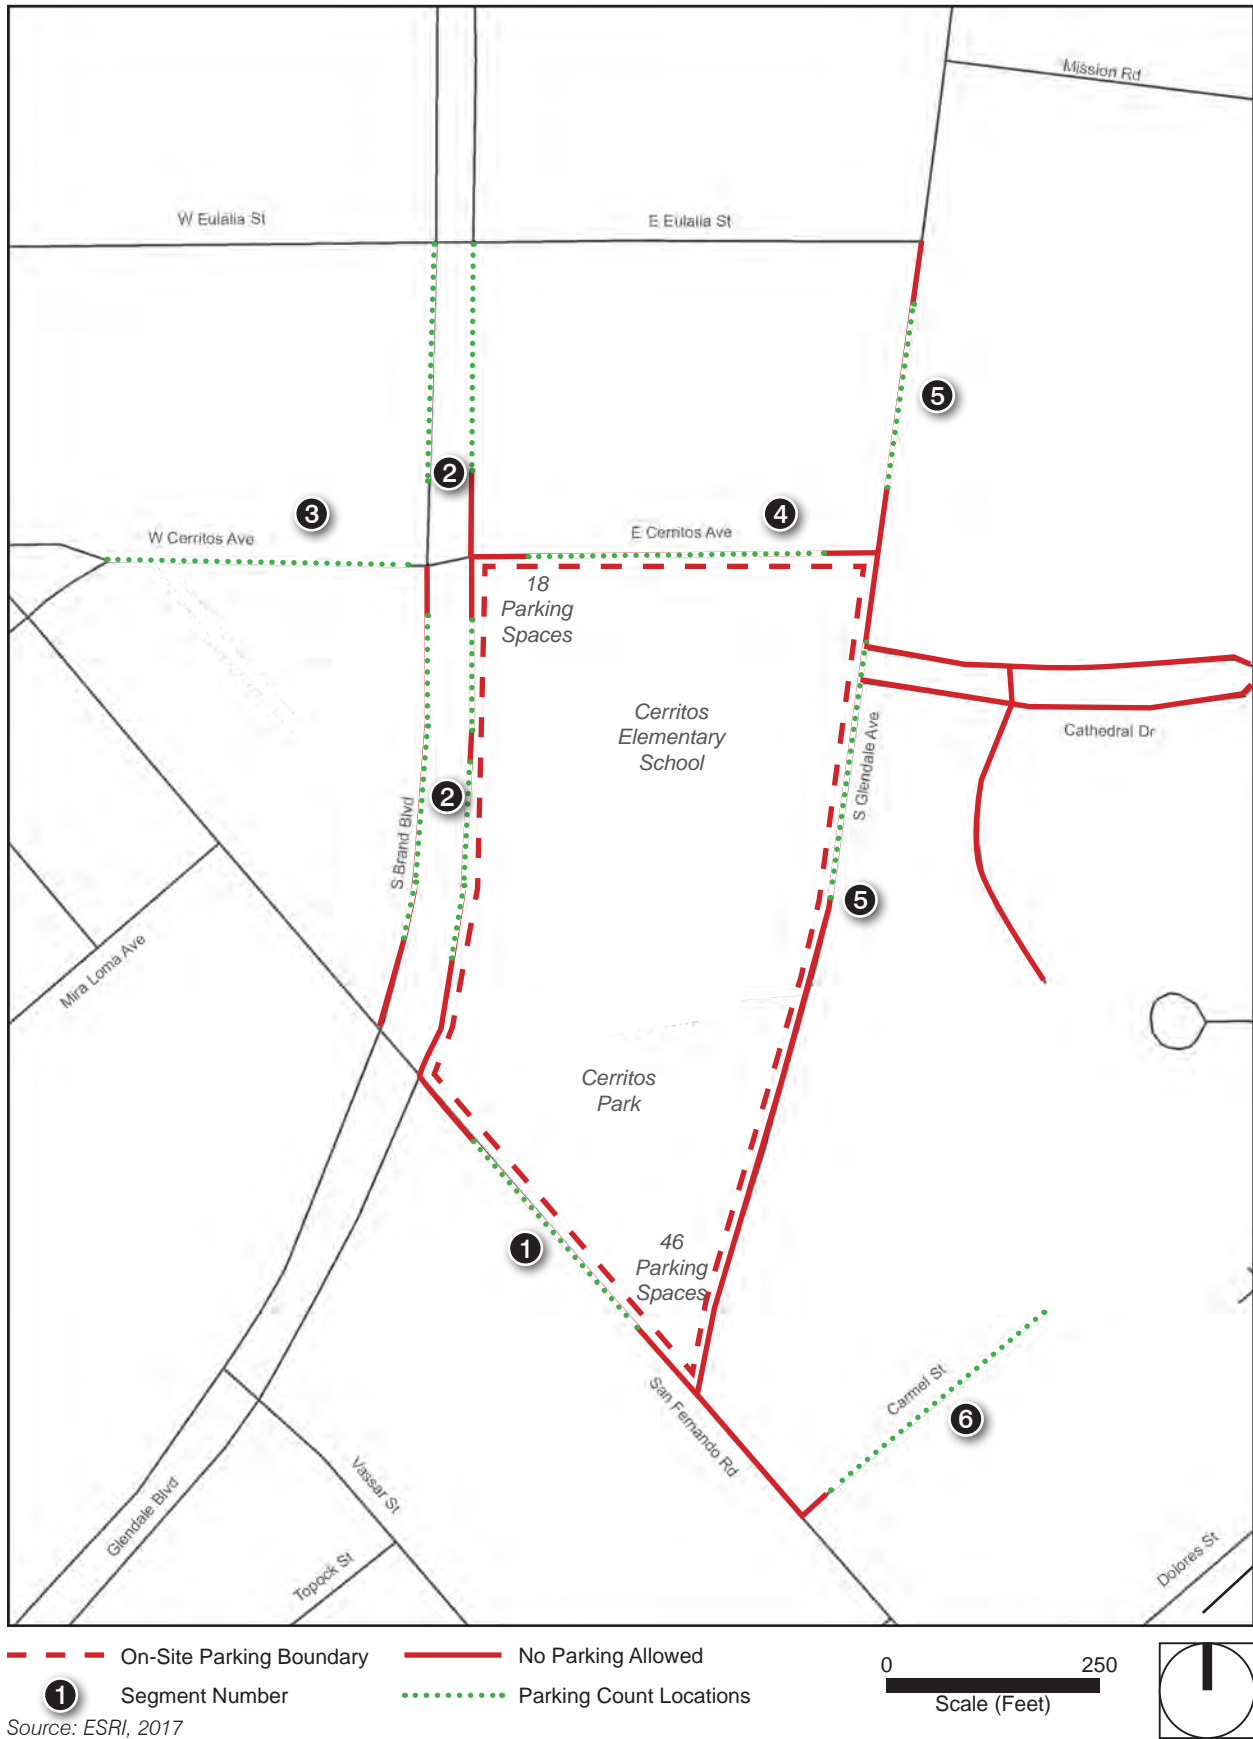 Mission Rd
W Eulalia St
E Eulalia St
5
2
3
4
W Cerritos Ave
E Cerritos Ave
18
Parking
Spaces
Cerritos
Elementary
School
Cathedral Dr
S Glendale Ave
2
S Brand Blvd
5
Mira Loma Ave
Cerritos
Park
1
46
Parking
Spaces
San Fernando Rd
Carmel St
6
Vassar St
Glendale Blvd
Topock St
Dolores St
On-Site Parking Boundary
No Parking Allowed
1
Segment Number
Parking Count Locations
0 250
Scale (Feet)
Source: ESRI, 2017